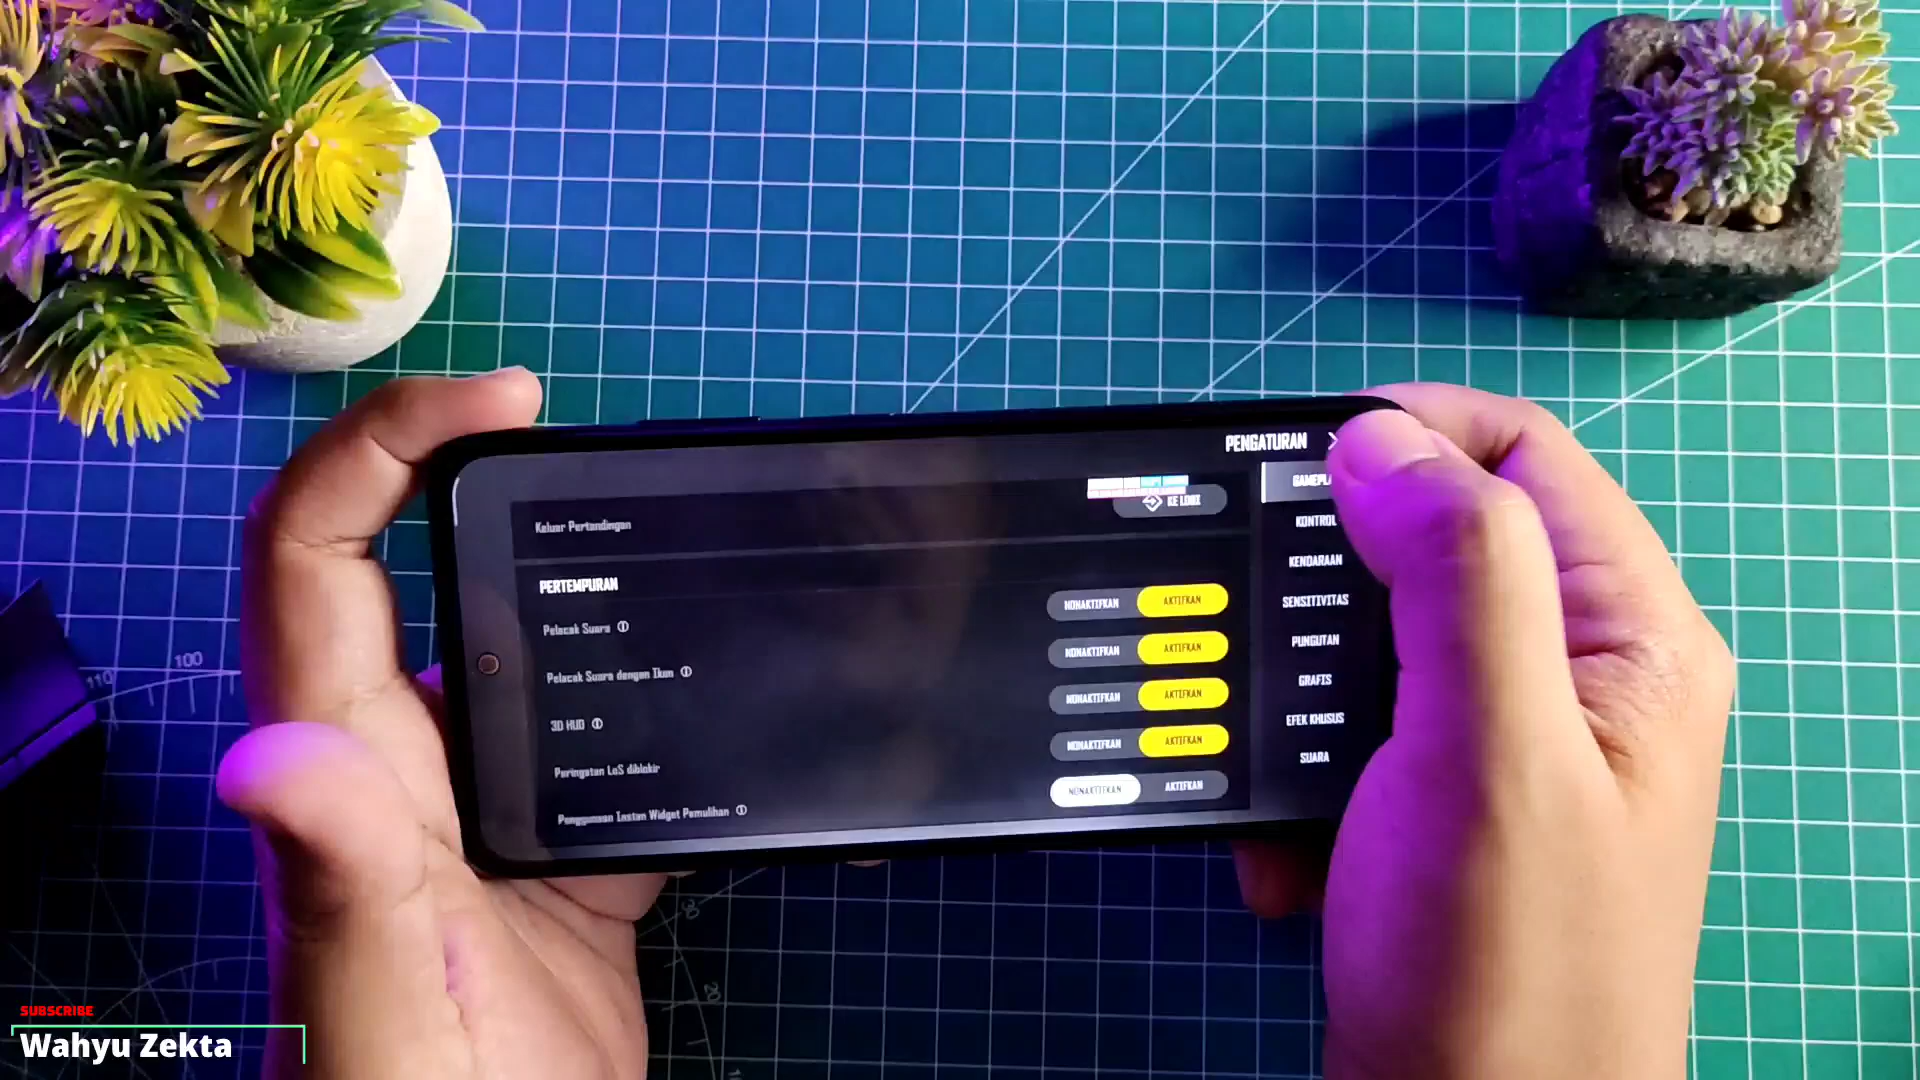 PENGATURAN
KE LOBI
Keluar Pertandingan
PERTEMPURAN
Pelacak Suara
NONAKTIFKAN AKTIFKAN
Pelacak Suara dengan Ikon
NONAKTIFKAN AKTIFKAN
3D HUD
NONAKTIFKAN AKTIFKAN
Peringatan LoS diblokir
NONAKTIFKAN AKTIFKAN
Penggunaan Instan Widget Pemulihan
NONAKTIFKAN AKTIFKAN
KONTROL
KENDARAAN
SENSITIVITAS
PUNGUTAN
GRAFIS
EFEK KHUSUS
SUARA
100
110
30
20
SUBSCRIBE
Wahyu Zekta